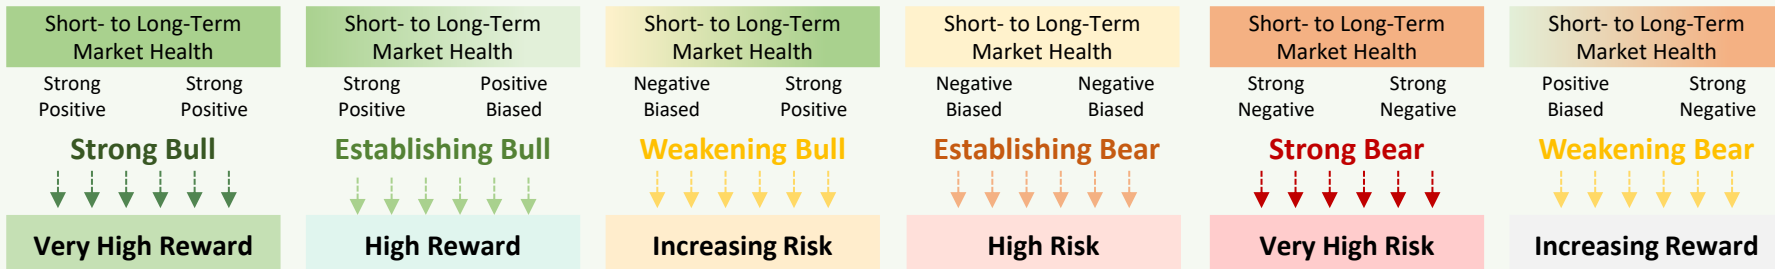 Short- to Long-Term
Market Health
Strong Strong
Positive Positive
Strong Bull
Very High Reward
Short- to Long-Term
Market Health
Strong Positive
Positive Biased
Establishing Bull
High Reward
Short- to Long-Term
Market Health
Negative Strong
Biased Positive
Weakening Bull
Increasing Risk
Short- to Long-Term
Market Health
Negative Negative
Biased Biased
Establishing Bear
High Risk
Short- to Long-Term
Market Health
Strong Strong
Negative Negative
Strong Bear
Very High Risk
Short- to Long-Term
Market Health
Positive Strong
Biased Negative
Weakening Bear
Increasing Reward